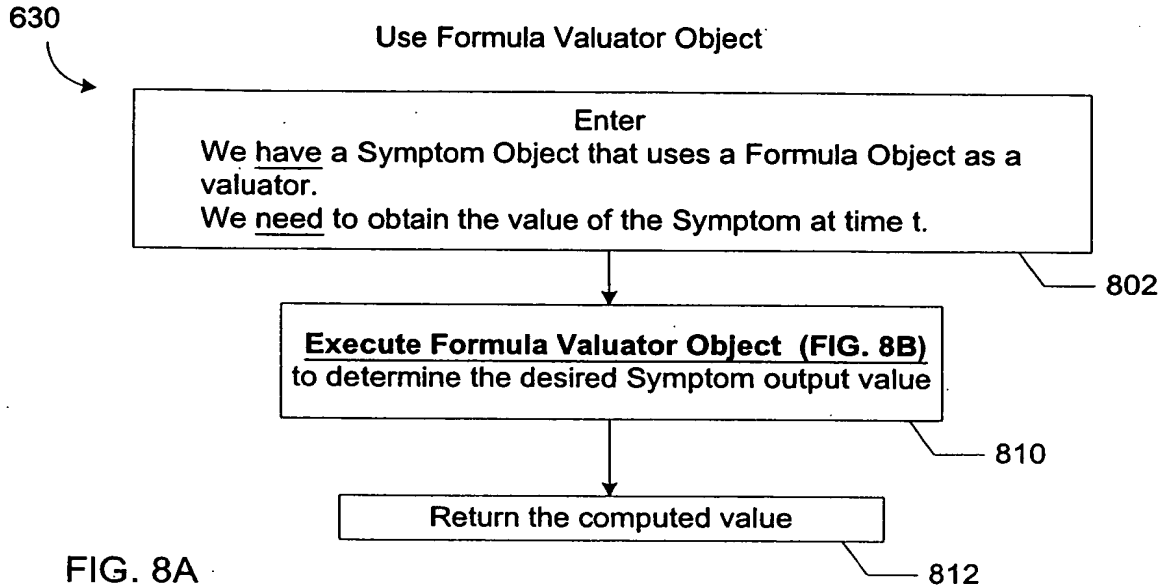 630
Use Formula Valuator Object
Enter
We have a Symptom Object that uses a Formula Object as a
valuator.
We need to obtain the value of the Symptom at time t.
802
Execute Formula Valuator Object (FIG. 8B)
to determine the desired Symptom output value
810
Return the computed value
812
FIG. 8A